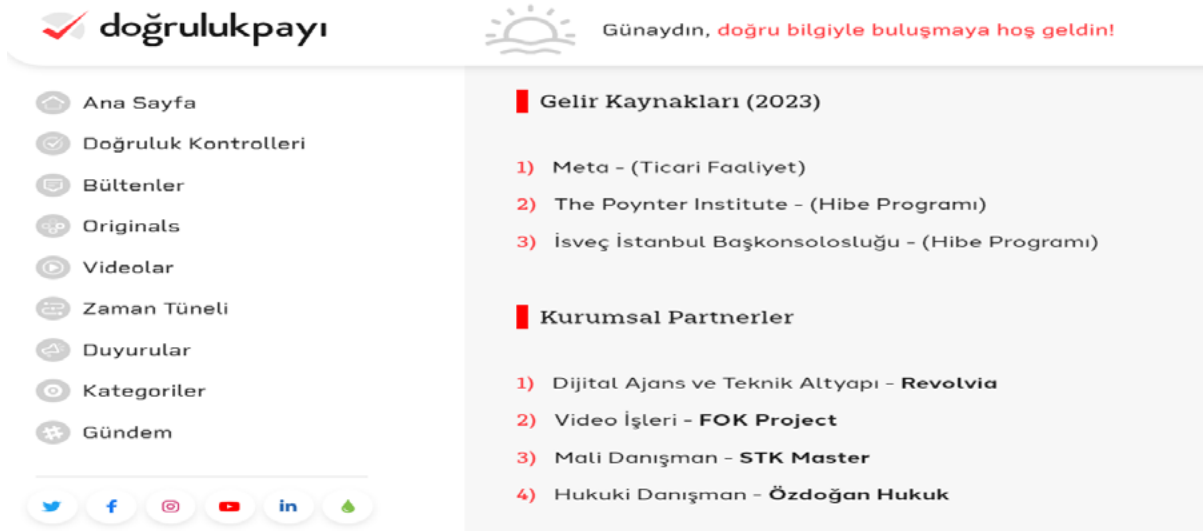 doğrulukpayı
Günaydın, doğru bilgiyle buluşmaya hoş geldin!
Ana Sayfa
Doğruluk Kontrolleri
Bültenler
Originals
Videolar
Zaman Tüneli
Duyurular
Kategoriler
Gündem
Gelir Kaynakları (2023)
1) Meta - (Ticari Faaliyet)
2) The Poynter Institute - (Hibe Programı)
3) İsveç İstanbul Başkonsolosluğu - (Hibe Programı)
Kurumsal Partnerler
1) Dijital Ajans ve Teknik Altyapı - Revolvia
2) Video İşleri - FOK Project
3) Mali Danışman - STK Master
4) Hukuki Danışman - Özdoğan Hukuk